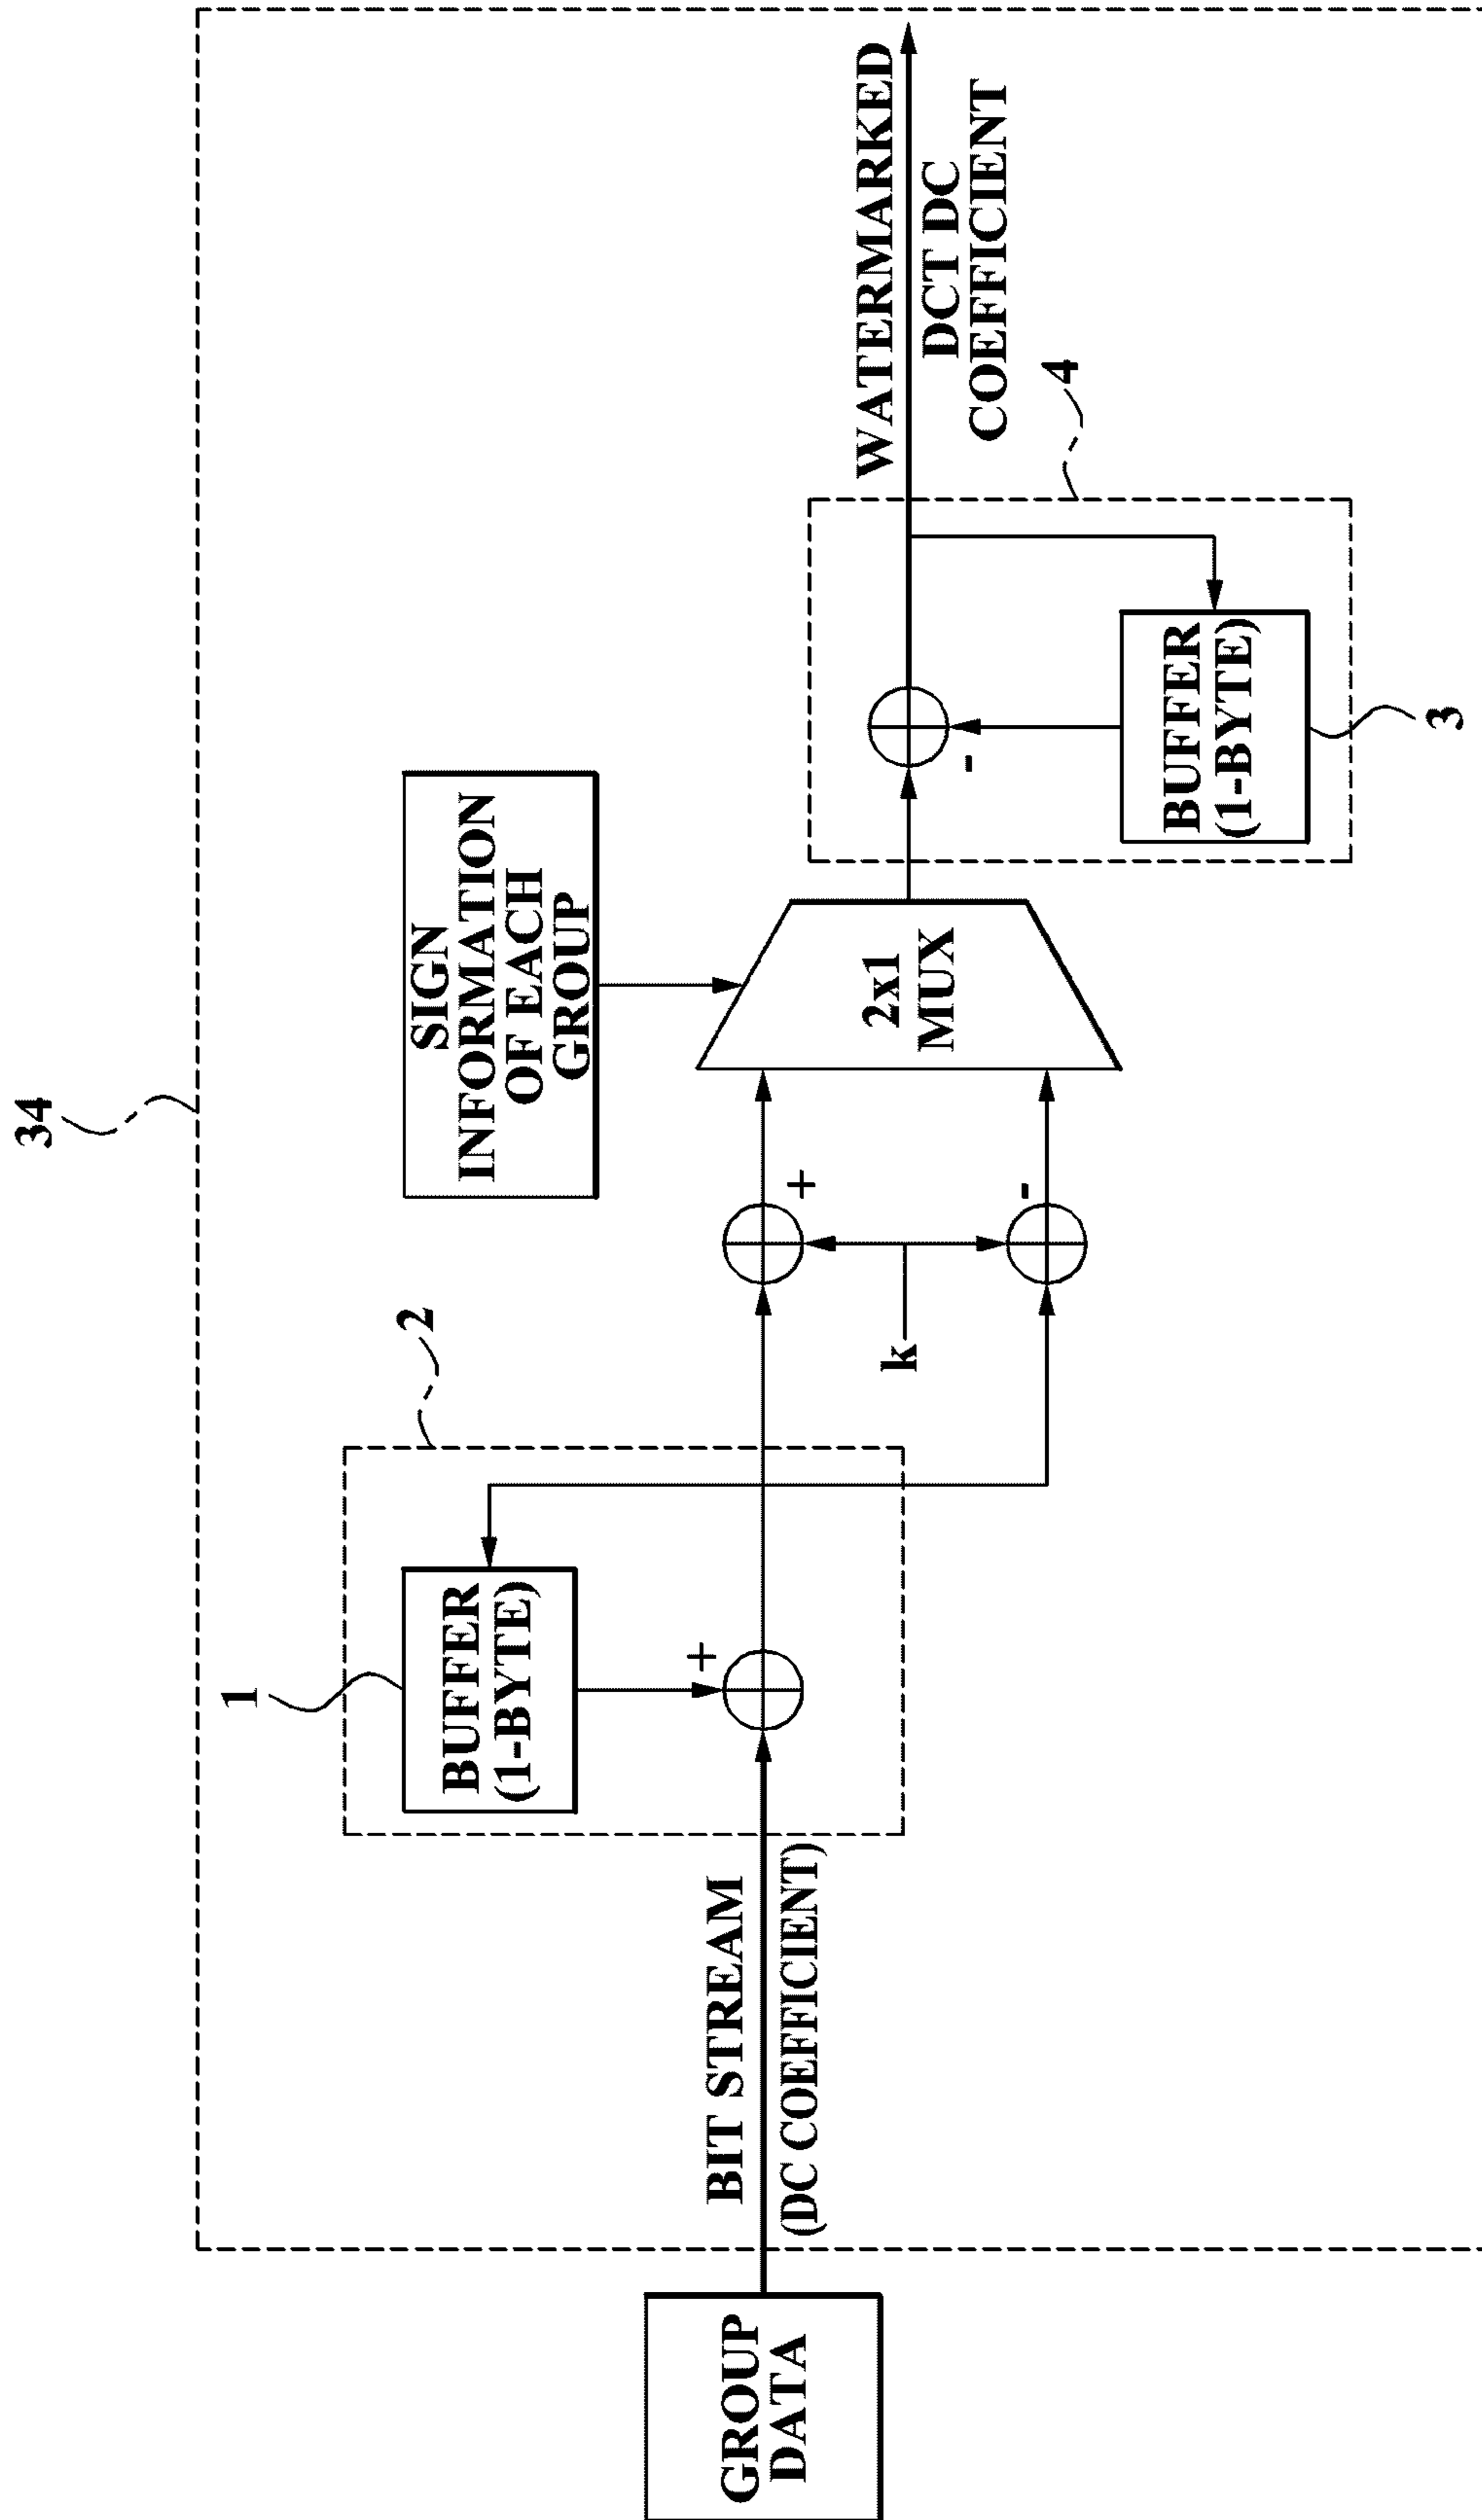 34
GROUP
DATA
BIT STREAM
(DC COEFFICIENT)
1
BUFFER
(1-BYTE)
+
2
k
+
-
SIGN
INFORMATION
OF EACH
GROUP
2x1
MUX
-
BUFFER
(1-BYTE)
3
4
WATERMARKED
DCT DC
COEFFICIENT